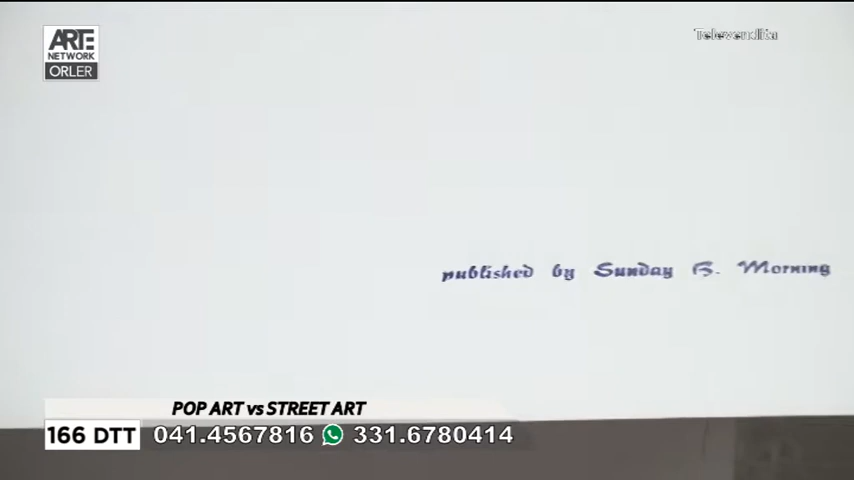 ARTE
NETWORK
ORLER
Televendita
published by Sunday B. Morning
POP ART vs STREET ART
166 DTT 041.4567816 331.6780414